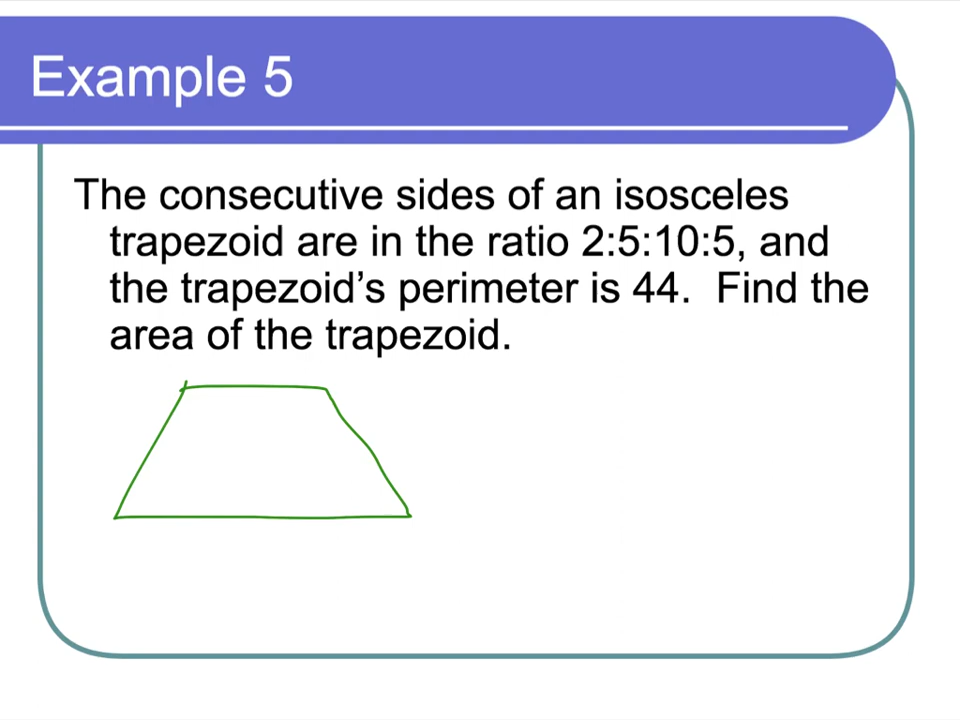 Example 5
The consecutive sides of an isosceles
trapezoid are in the ratio 2:5:10:5, and
the trapezoid’s perimeter is 44.  Find the
area of the trapezoid.